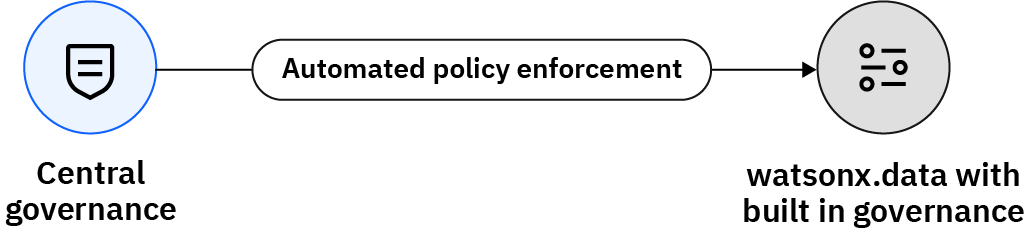 Automated policy enforcement
Central
governance
watsonx.data with
built in governance